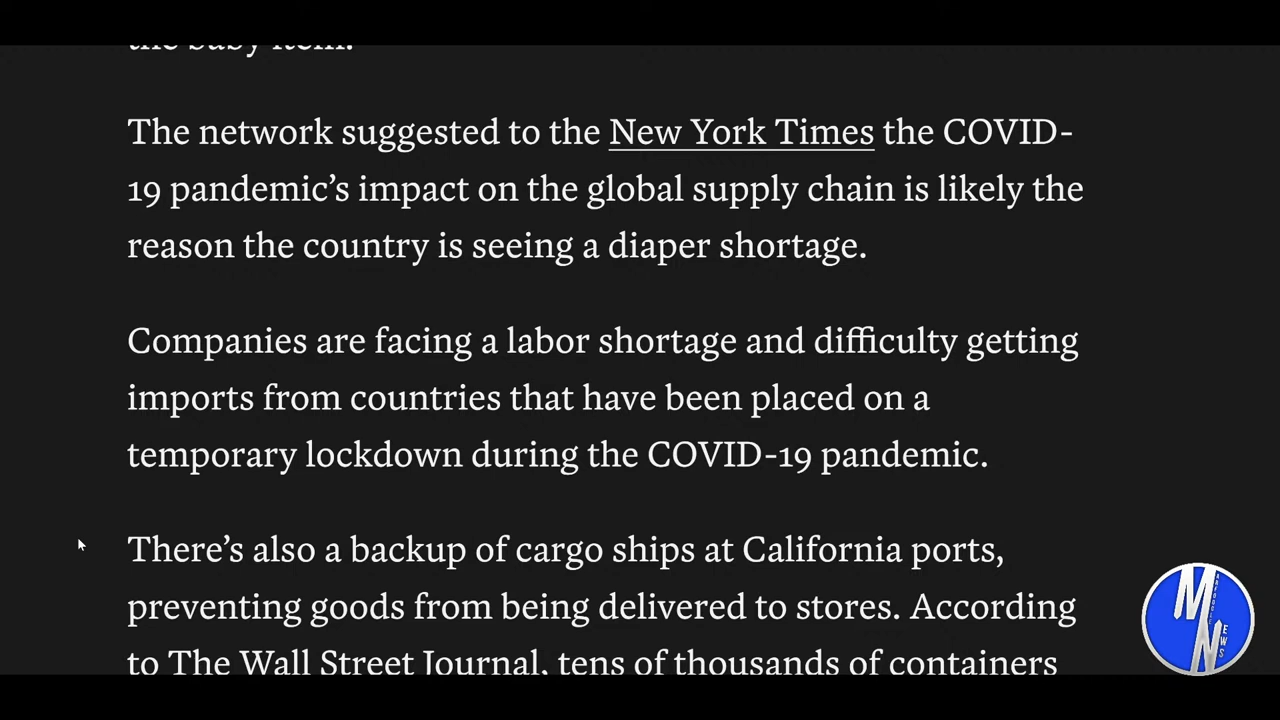 the baby item.
The network suggested to the New York Times the COVID-
19 pandemic’s impact on the global supply chain is likely the
reason the country is seeing a diaper shortage.
Companies are facing a labor shortage and difficulty getting
imports from countries that have been placed on a
temporary lockdown during the COVID-19 pandemic.
There’s also a backup of cargo ships at California ports,
preventing goods from being delivered to stores. According
to The Wall Street Journal, tens of thousands of containers